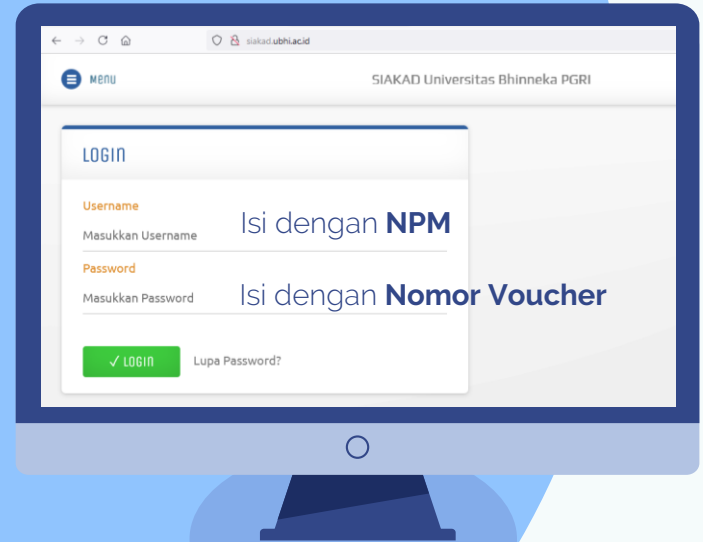 siakad.ubhi.ac.id
Menu
SIAKAD Universitas Bhinneka PGRI
LOGIN
Username
Masukkan Username
Isi dengan NPM
Password
Masukkan Password
Isi dengan Nomor Voucher
✓ LOGIN
Lupa Password?